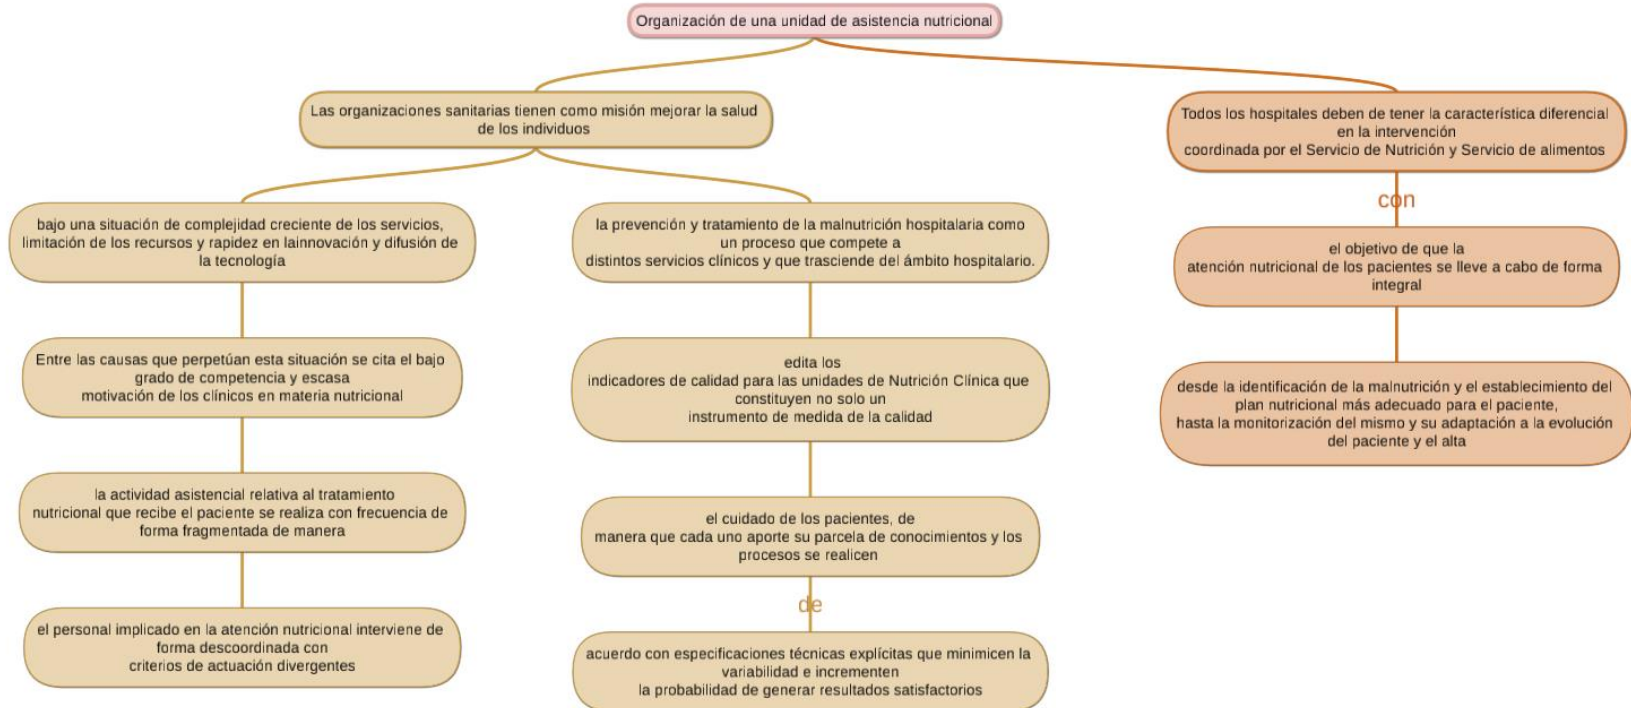 Organización de una unidad de asistencia nutricional
Las organizaciones sanitarias tienen como misión mejorar la salud
de los individuos
bajo una situación de complejidad creciente de los servicios,
limitación de los recursos y rapidez en lainnovación y difusión de
la tecnología
Entre las causas que perpetúan esta situación se cita el bajo
grado de competencia y escasa
motivación de los clínicos en materia nutricional
la actividad asistencial relativa al tratamiento
nutricional que recibe el paciente se realiza con frecuencia de
forma fragmentada de manera
el personal implicado en la atención nutricional interviene de
forma descoordinada con
criterios de actuación divergentes
la prevención y tratamiento de la malnutrición hospitalaria como
un proceso que compete a
distintos servicios clínicos y que trasciende del ámbito hospitalario.
edita los
indicadores de calidad para las unidades de Nutrición Clínica que
constituyen no solo un
instrumento de medida de la calidad
el cuidado de los pacientes, de
manera que cada uno aporte su parcela de conocimientos y los
procesos se realicen
de
acuerdo con especificaciones técnicas explícitas que minimicen la
variabilidad e incrementen
la probabilidad de generar resultados satisfactorios
Todos los hospitales deben de tener la característica diferencial
en la intervención
coordinada por el Servicio de Nutrición y Servicio de alimentos
con
el objetivo de que la
atención nutricional de los pacientes se lleve a cabo de forma
integral
desde la identificación de la malnutrición y el establecimiento del
plan nutricional más adecuado para el paciente,
hasta la monitorización del mismo y su adaptación a la evolución
del paciente y el alta